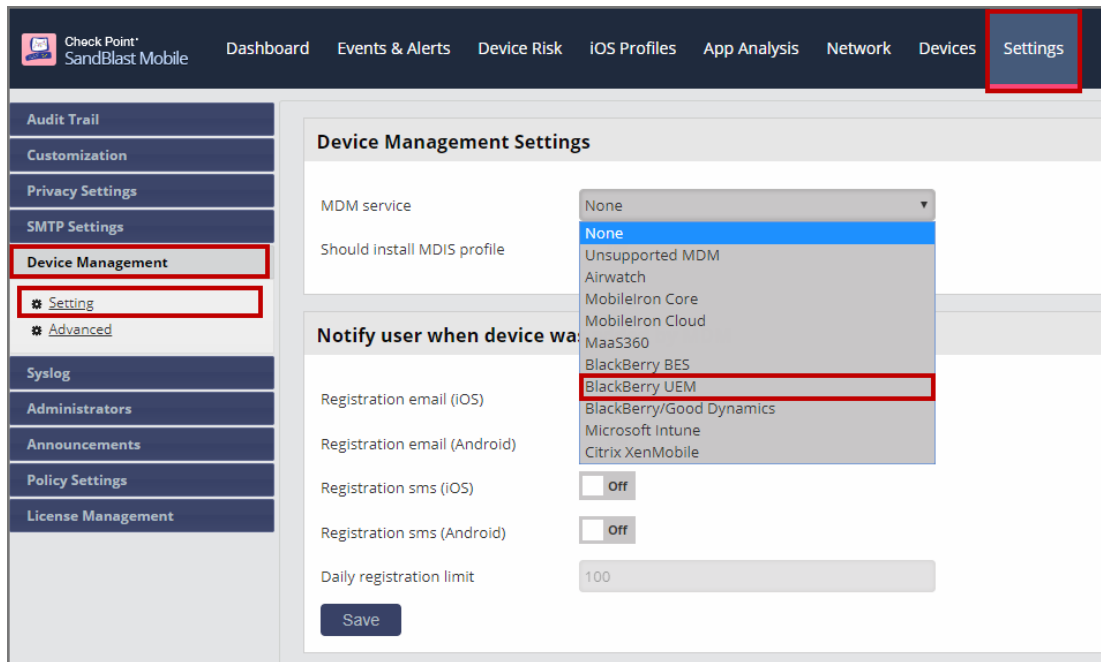 Check Point
SandBlast Mobile
Dashboard
Events & Alerts
Device Risk
iOS Profiles
App Analysis
Network
Devices
Settings
Audit Trail
Customization
Privacy Settings
SMTP Settings
Device Management
Setting
Advanced
Syslog
Administrators
Announcements
Policy Settings
License Management
Device Management Settings
MDM service
None
Should install MDIS profile
None
Unsupported MDM
Airwatch
MobileIron Core
MobileIron Cloud
MaaS360
BlackBerry BES
BlackBerry UEM
BlackBerry/Good Dynamics
Microsoft Intune
Citrix XenMobile
Notify user when device was
Registration email (iOS)
Registration email (Android)
Registration sms (iOS)
Off
Registration sms (Android)
Off
Daily registration limit
100
Save